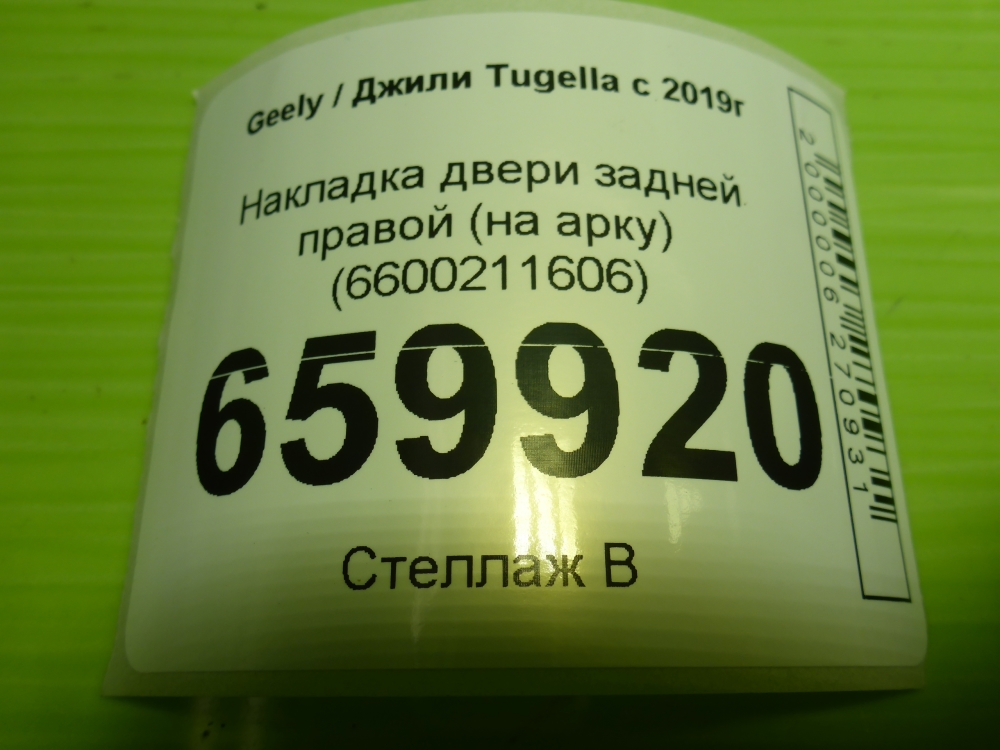 Geely / Джили Tugella с 2019г
Накладка двери задней
правой (на арку)
(6600211606)
659920
Стеллаж В
2000006270931